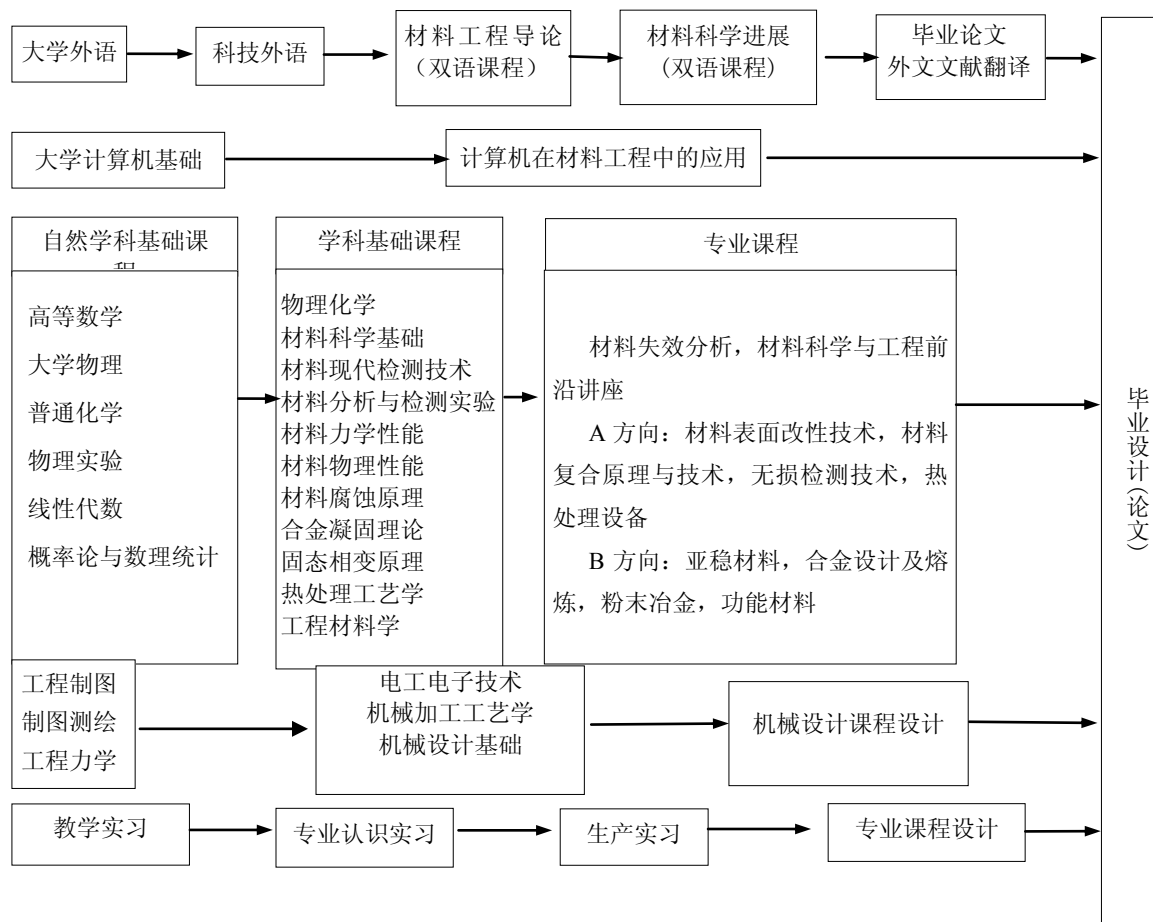 大学外语
科技外语
材料工程导论
（双语课程）
材料科学进展
(双语课程)
毕业论文
外文文献翻译
大学计算机基础
计算机在材料工程中的应用
自然学科基础课
程
高等数学
大学物理
普通化学
物理实验
线性代数
概率论与数理统计
学科基础课程
物理化学
材料科学基础
材料现代检测技术
材料分析与检测实验
材料力学性能
材料物理性能
材料腐蚀原理
合金凝固理论
固态相变原理
热处理工艺学
工程材料学
专业课程
材料失效分析，材料科学与工程前
沿讲座
A 方向：材料表面改性技术，材料
复合原理与技术，无损检测技术，热
处理设备
B 方向：亚稳材料，合金设计及熔
炼，粉末冶金，功能材料
工程制图
制图测绘
工程力学
电工电子技术
机械加工工艺学
机械设计基础
机械设计课程设计
教学实习
专业认识实习
生产实习
专业课程设计
毕业设计(论文)